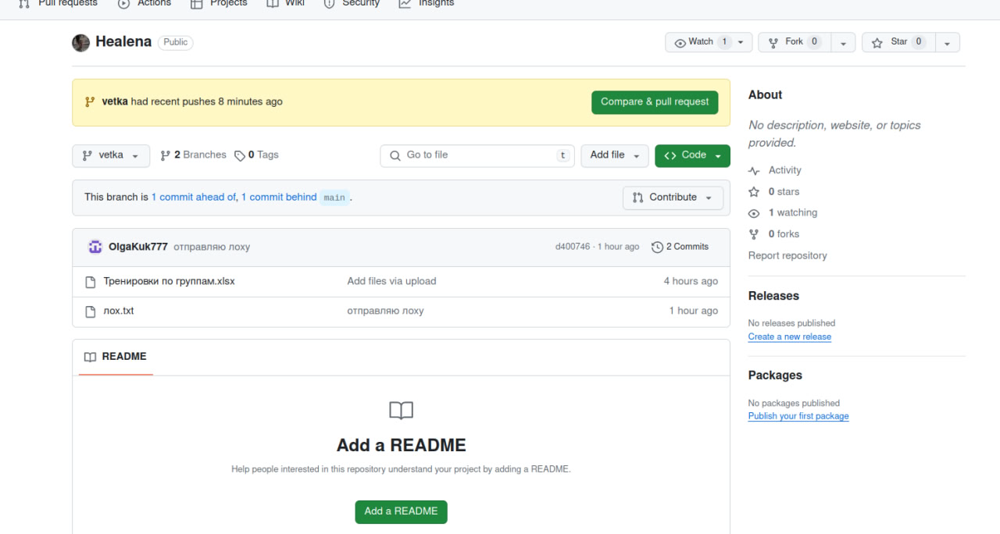 Pull requests Actions Projects Wiki Security Insights
Healena Public Watch 1 Fork 0 Star 0
vetka had recent pushes 8 minutes ago Compare & pull request
vetka 2 Branches 0 Tags Go to file t Add file Code
This branch is 1 commit ahead of, 1 commit behind main . Contribute
OlgaKuk777 отправляю лоху d400746 · 1 hour ago 2 Commits
Тренировки по группам.xlsx Add files via upload 4 hours ago
лох.txt отправляю лоху 1 hour ago
README
Add a README
Help people interested in this repository understand your project by adding a README.
Add a README
About
No description, website, or topics
provided.
Activity
0 stars
1 watching
0 forks
Report repository
Releases
No releases published
Create a new release
Packages
No packages published
Publish your first package